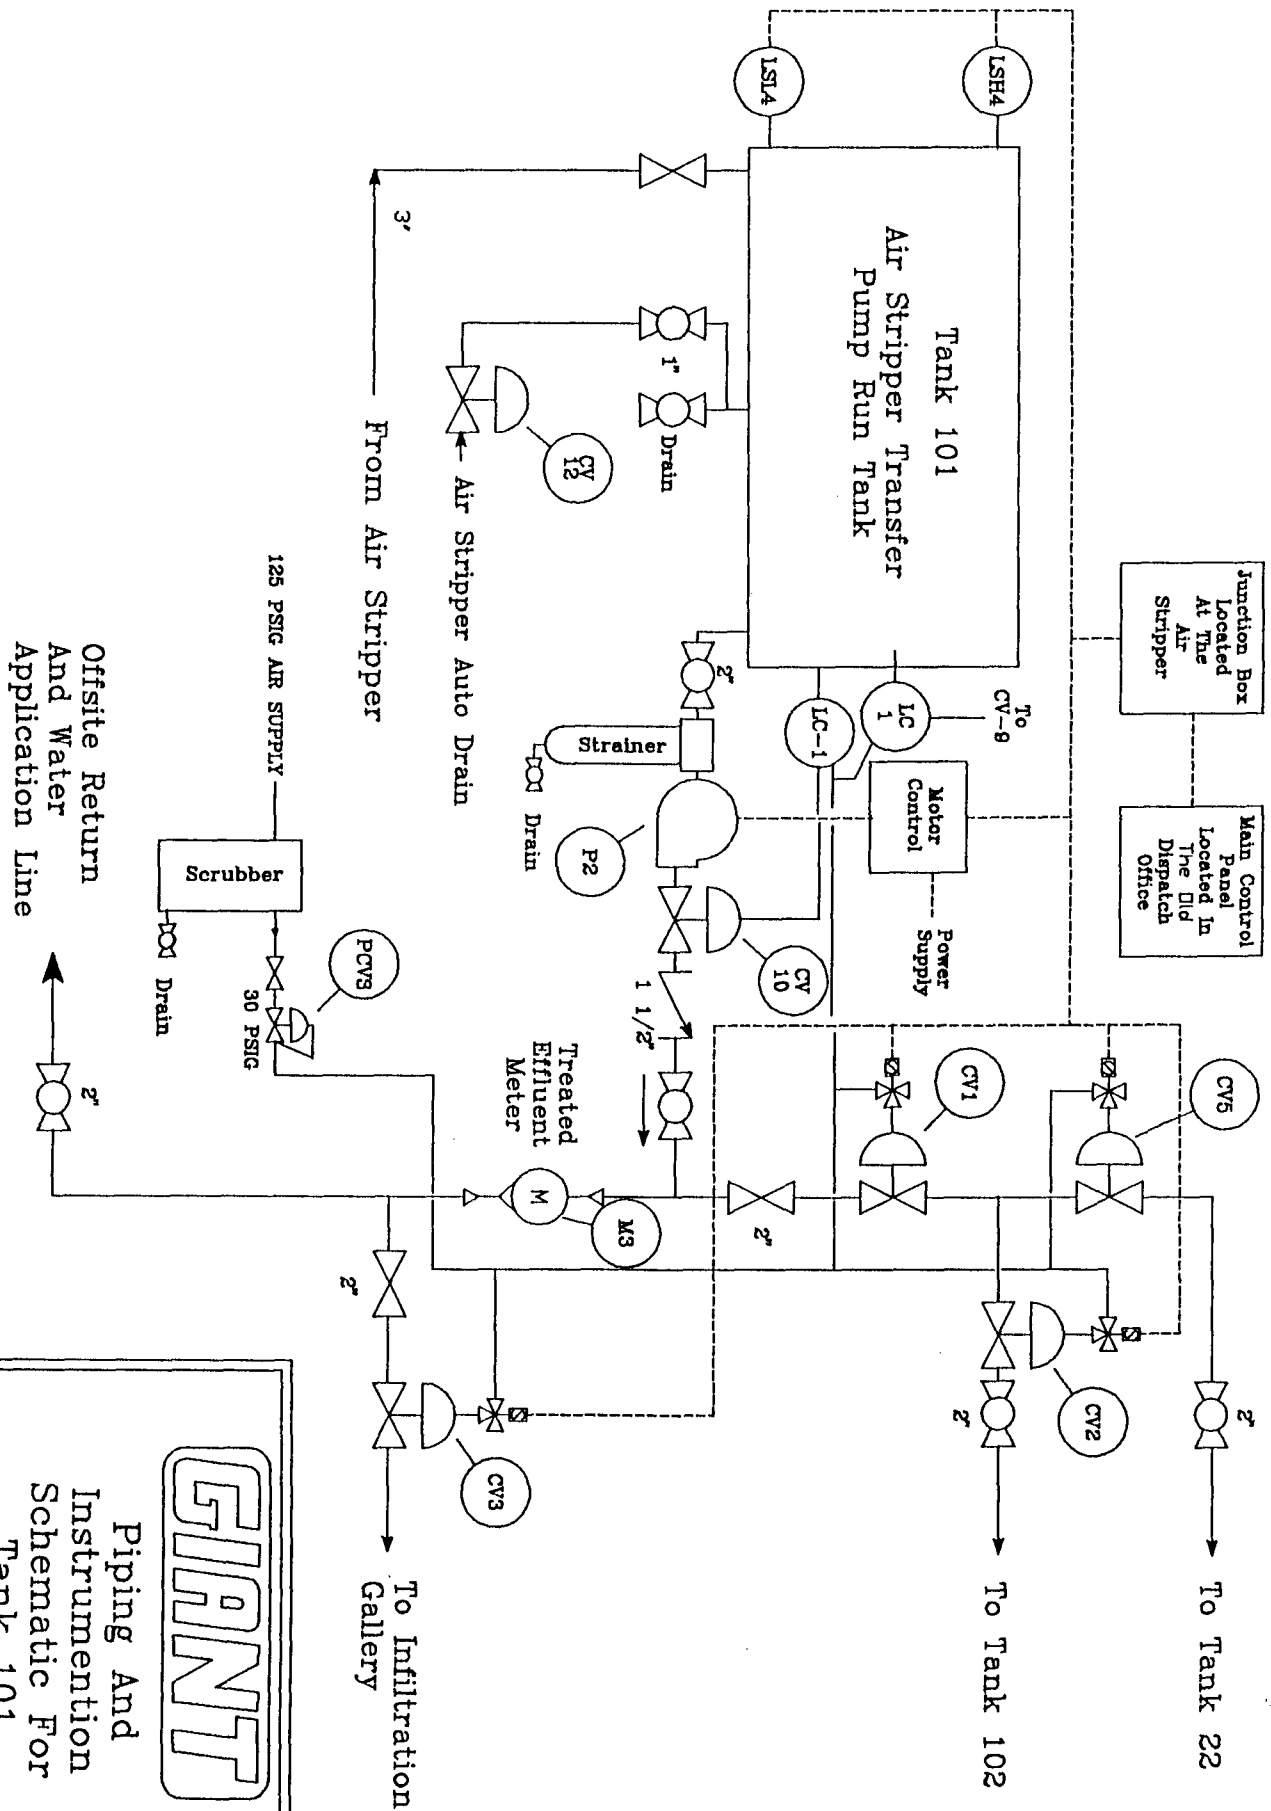 LSL4
LSH4
Tank 101
Air Stripper Transfer
Pump Run Tank
3"
1"
Drain
CV
12
Air Stripper Auto Drain
From Air Stripper
Junction Box
Located
At The
Air
Stripper
Main Control
Panel
Located In
The Old
Dispatch
Office
To
CV-9
LC
1
LC-1
2"
Strainer
Drain
P2
Motor
Control
Power
Supply
CV
10
1 1/2"
125 PSIG AIR SUPPLY
Scrubber
Drain
PCV3
30 PSIG
Offsite Return
And Water
Application Line
2"
Treated
Effluent
Meter
M
M3
2"
CV1
CV5
2"
CV3
CV2
2"
2"
To Tank 22
To Tank 102
To Infiltration
Gallery
GIANT
Piping And
Instrumention
Schematic For
Tank 101